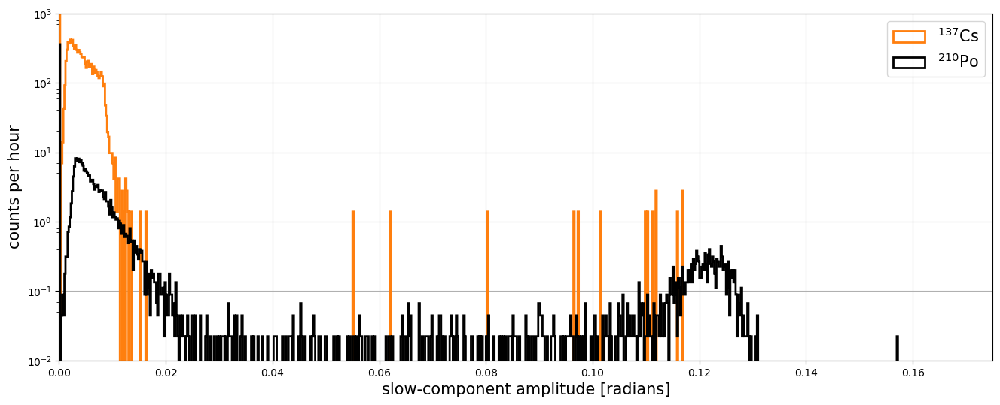 10³
10²
10¹
10⁰
10⁻¹
10⁻²
counts per hour
¹³⁷Cs
²¹⁰Po
0.00 0.02 0.04 0.06 0.08 0.10 0.12 0.14 0.16
slow-component amplitude [radians]